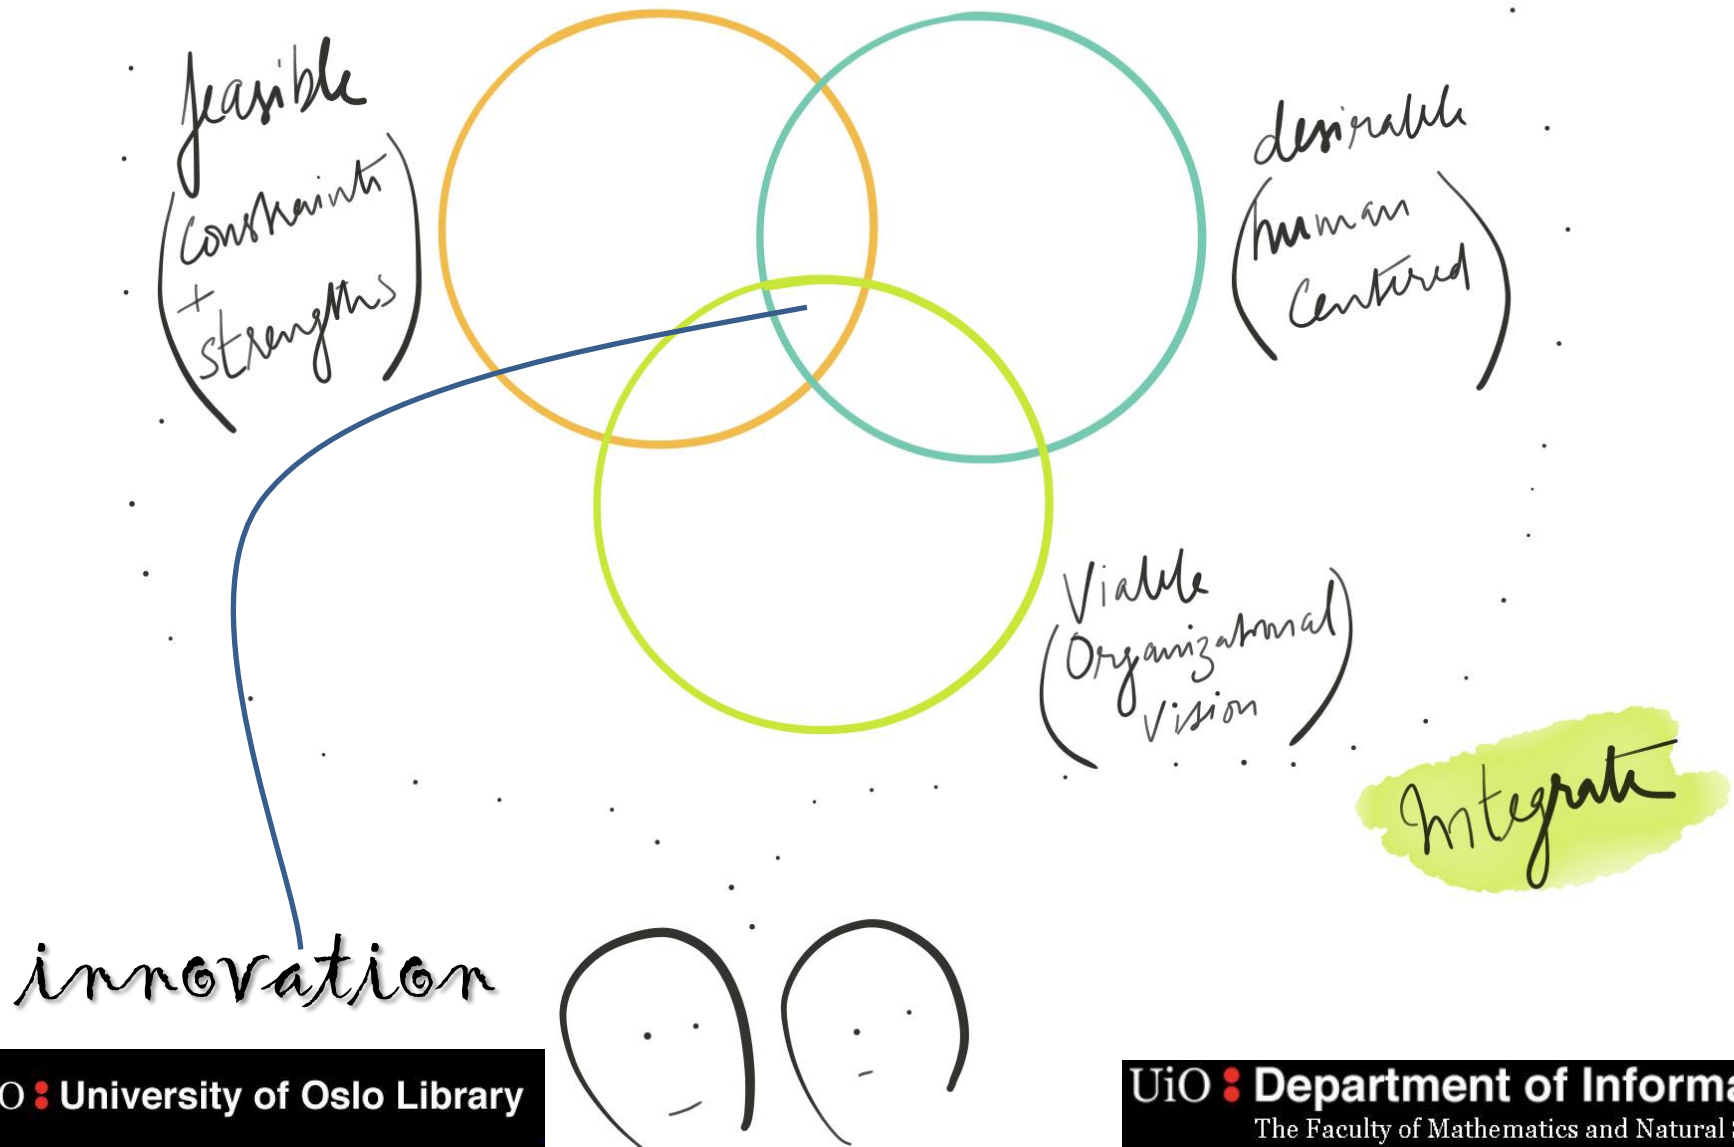 feasible
(constraints
+
strengths)
desirable
(human
centered)
Viable
(Organizational
vision)
Integrate
innovation
O : University of Oslo Library
UiO : Department of Informa
The Faculty of Mathematics and Natural